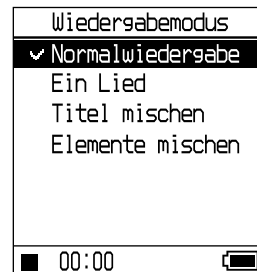 Wiedergabemodus
Normalwiedergabe
Ein Lied
Titel mischen
Elemente mischen
00:00